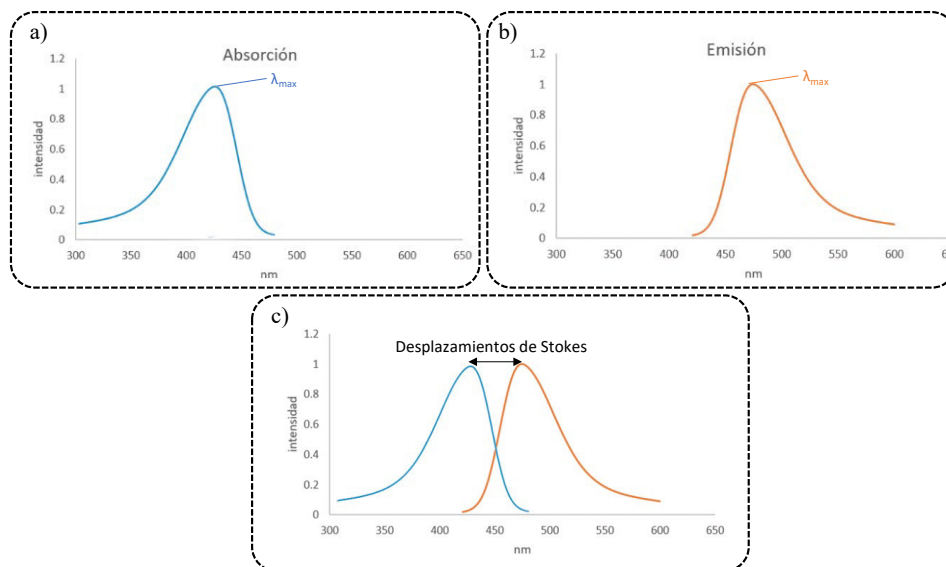 a)
Absorción
1.2
λmax
1
0.8
0.6
0.4
0.2
0
intensidad
300 350 400 450 500 550 600 650
nm
b)
Emisión
1.2
λmax
1
0.8
0.6
0.4
0.2
0
intensidad
300 350 400 450 500 550 600
nm
c)
1.2
Desplazamientos de Stokes
1
0.8
0.6
0.4
0.2
0
intensidad
300 350 400 450 500 550 600 650
nm